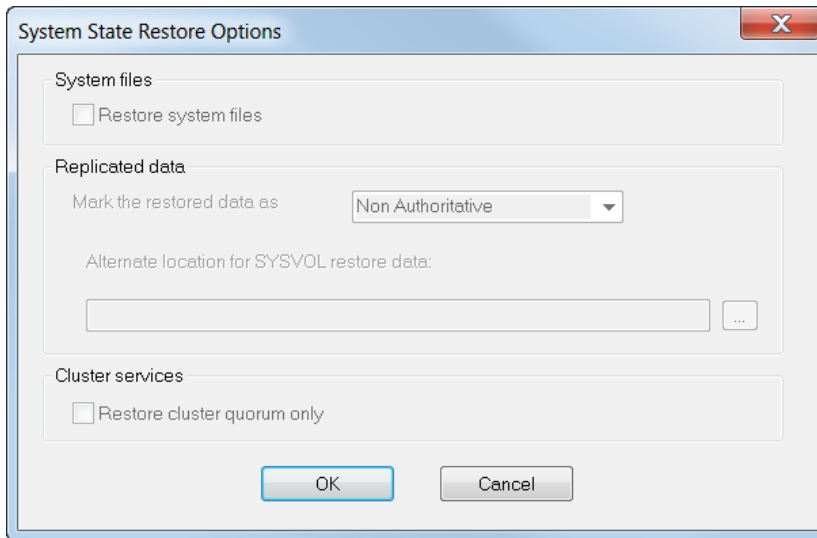 System State Restore Options
System files
Restore system files
Replicated data
Mark the restored data as
Non Authoritative
Alternate location for SYSVOL restore data:
...
Cluster services
Restore cluster quorum only
OK
Cancel